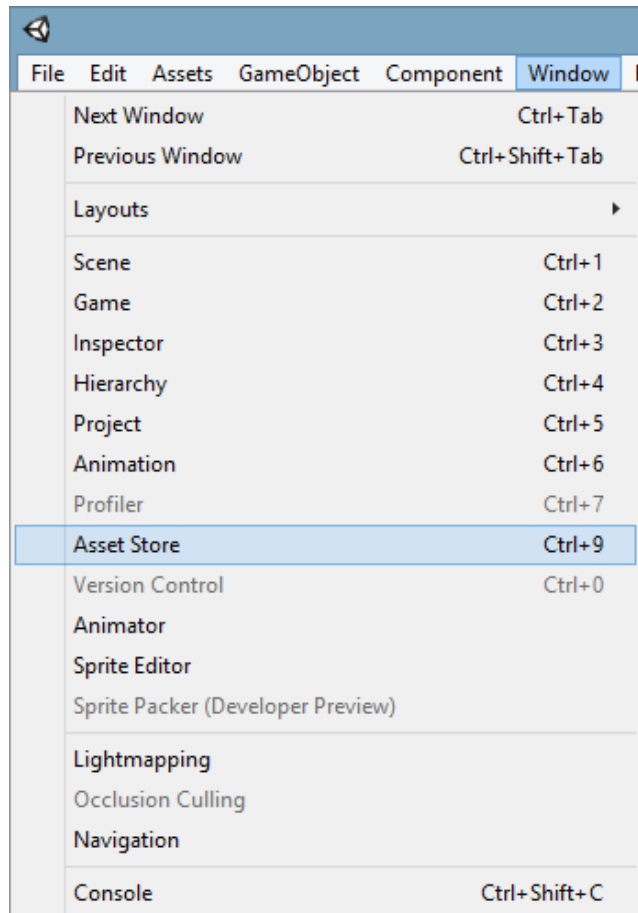 File Edit Assets GameObject Component Window
Next Window Ctrl+Tab
Previous Window Ctrl+Shift+Tab
Layouts
Scene Ctrl+1
Game Ctrl+2
Inspector Ctrl+3
Hierarchy Ctrl+4
Project Ctrl+5
Animation Ctrl+6
Profiler Ctrl+7
Asset Store Ctrl+9
Version Control Ctrl+0
Animator
Sprite Editor
Sprite Packer (Developer Preview)
Lightmapping
Occlusion Culling
Navigation
Console Ctrl+Shift+C